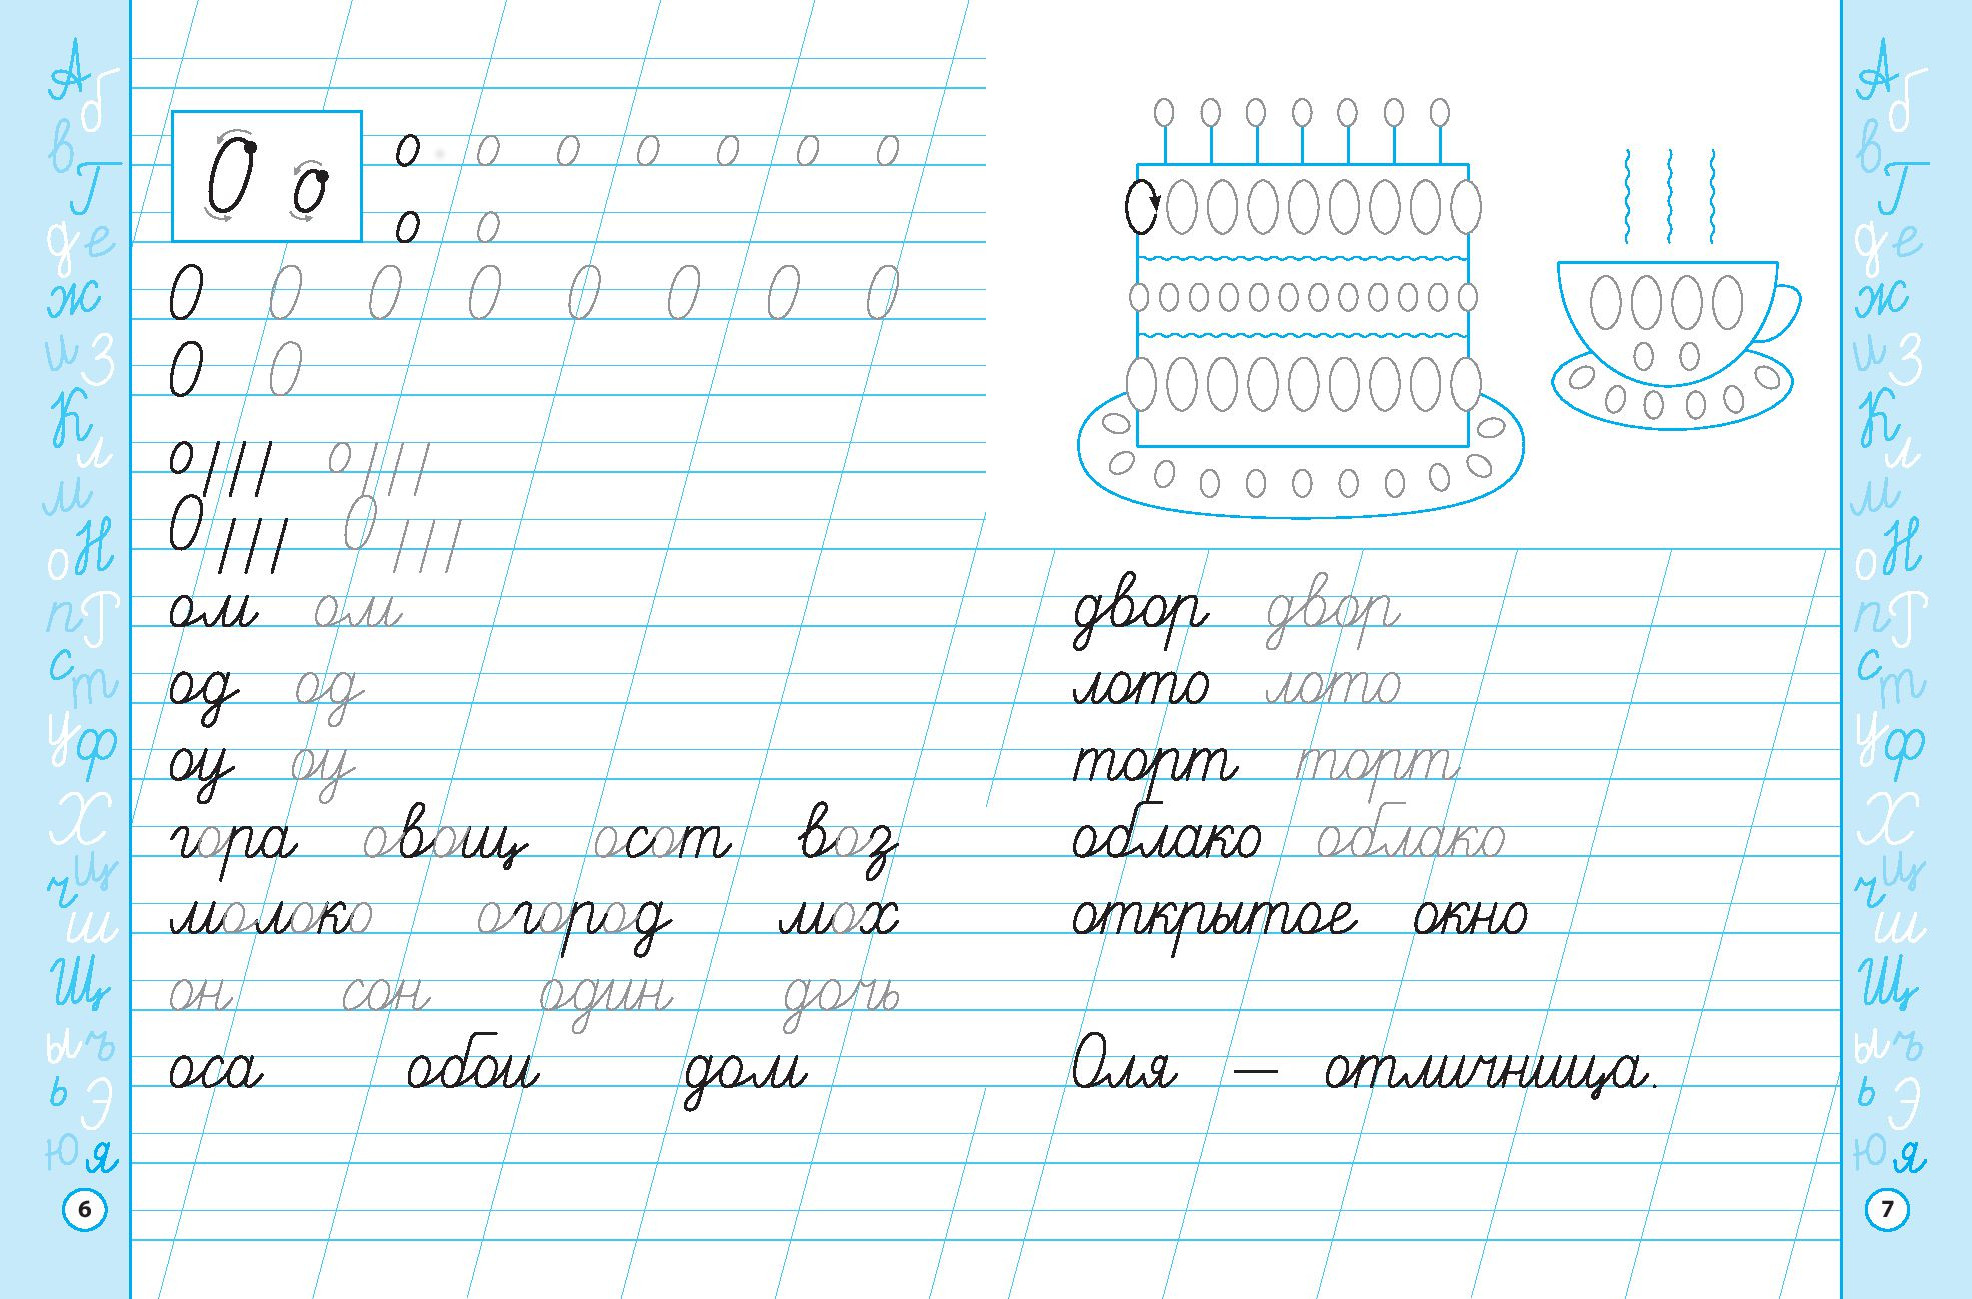 А
б
в
Г
д е
ж
и З
К
л
м
о Н
п Р
с
т
у ф
Х
ч ц
ш
Щ
ы ъ
ь Э
Ю я
6
О о
о о о о о о о
о о
О О О О О О О О
О О
о о
О О
ом ом
од од
оу оу
гора овощ осот воз
молоко огород мох
он сон один дочь
оса обои дом
двор двор
лото лото
торт торт
облако облако
открытое окно
Оля — отличница.
А
б
в
Г
д е
ж
и З
К
л
м
о Н
п Р
с
т
у ф
Х
ч ц
ш
Щ
ы ъ
ь Э
Ю я
7